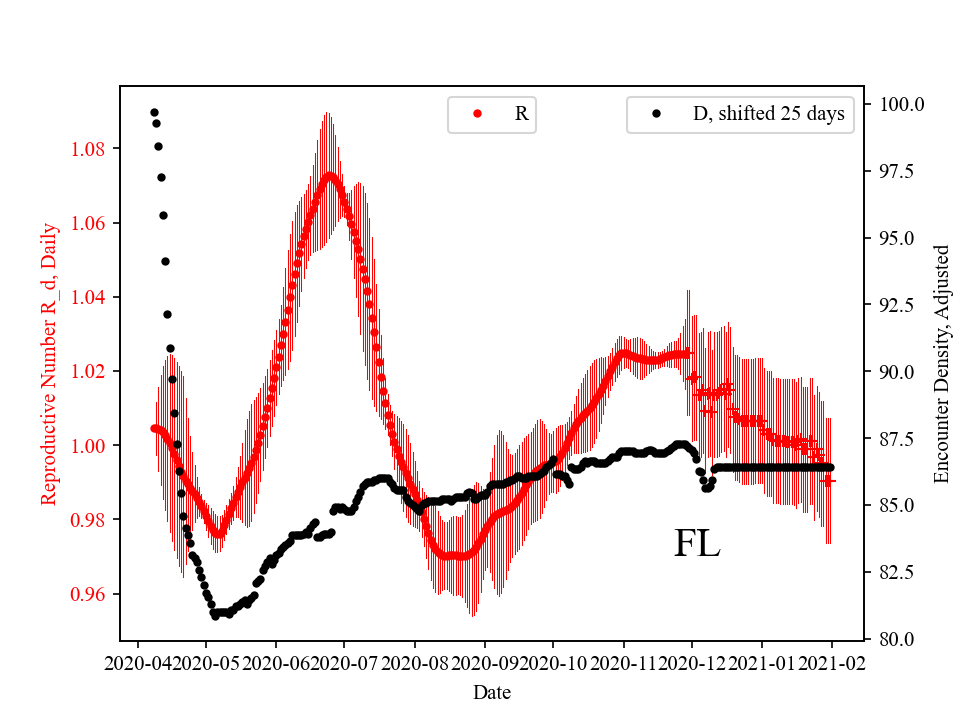 R
D, shifted 25 days
1.08
1.06
1.04
1.02
1.00
0.98
0.96
Reproductive Number R_d, Daily
100.0
97.5
95.0
92.5
90.0
87.5
85.0
82.5
80.0
Encounter Density, Adjusted
FL
2020-04 2020-05 2020-06 2020-07 2020-08 2020-09 2020-10 2020-11 2020-12 2021-01 2021-02
Date